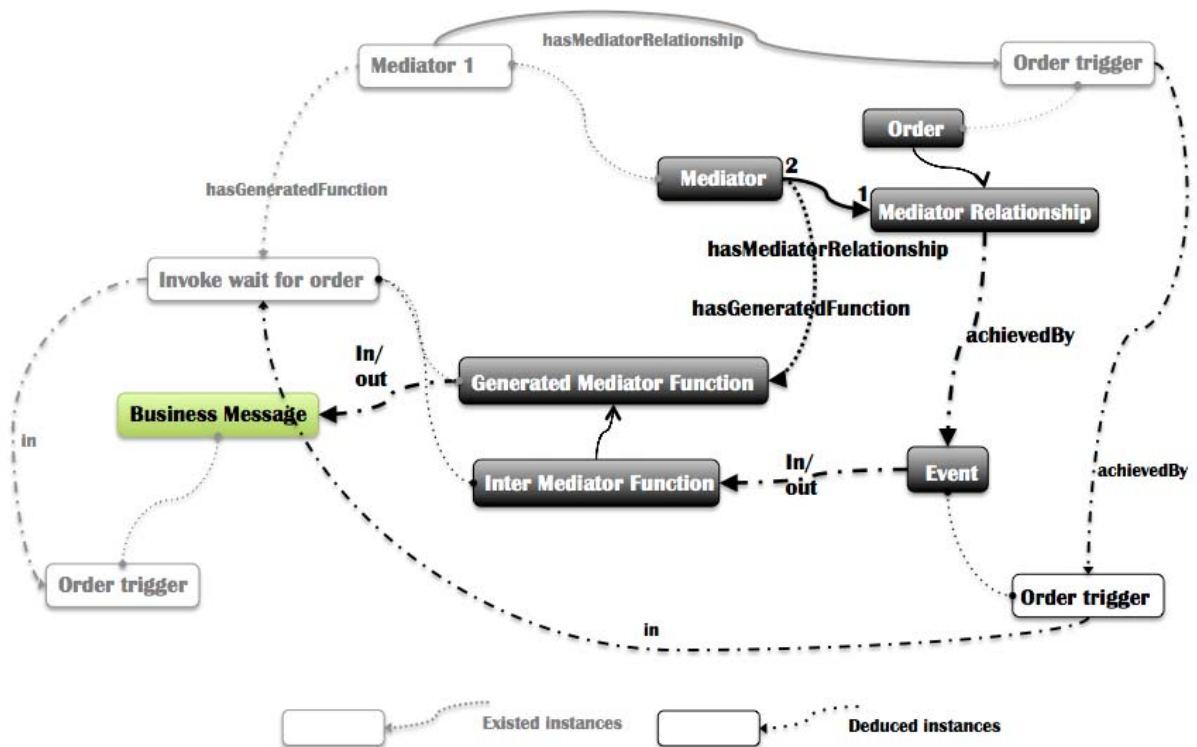 hasMediatorRelationship
Mediator 1
Order trigger
Order
Mediator
2
1
Mediator Relationship
hasGeneratedFunction
hasMediatorRelationship
Invoke wait for order
hasGeneratedFunction
achievedBy
In/
out
Generated Mediator Function
Business Message
in
In/
out
Inter Mediator Function
Event
achievedBy
Order trigger
Order trigger
in
Existed instances
Deduced instances